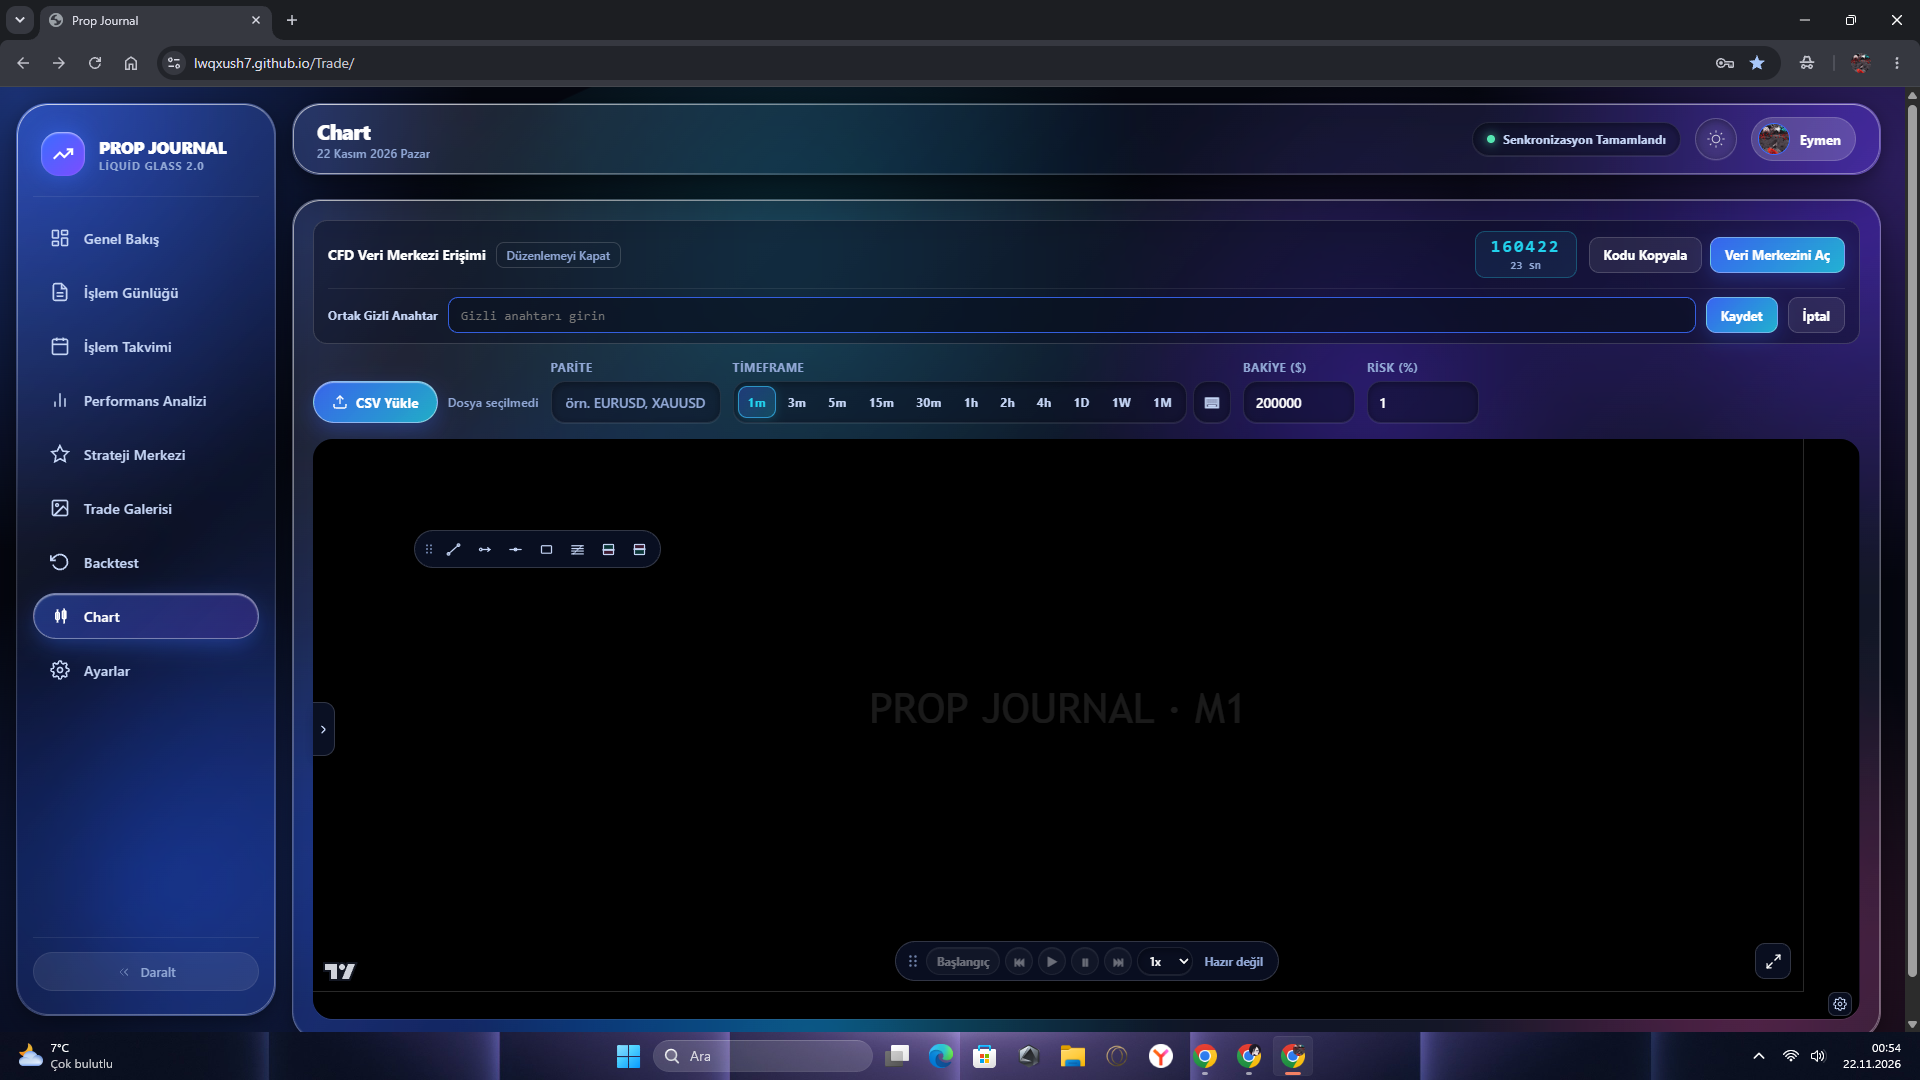 Prop Journal
lwqxush7.github.io/Trade/
PROP JOURNAL
LİQUİD GLASS 2.0
Genel Bakış
İşlem Günlüğü
İşlem Takvimi
Performans Analizi
Strateji Merkezi
Trade Galerisi
Backtest
Chart
Ayarlar
Daralt
Chart
22 Kasım 2026 Pazar
Senkronizasyon Tamamlandı
Eymen
CFD Veri Merkezi Erişimi
Düzenlemeyi Kapat
160422
23 sn
Kodu Kopyala
Veri Merkezini Aç
Ortak Gizli Anahtar
Gizli anahtarı girin
Kaydet
İptal
CSV Yükle
Dosya seçilmedi
PARİTE
örn. EURUSD, XAUUSD
TİMEFRAME
1m 3m 5m 15m 30m 1h 2h 4h 1D 1W 1M
BAKİYE ($)
200000
RİSK (%)
1
PROP JOURNAL · M1
Başlangıç
1x
Hazır değil
7°C
Çok bulutlu
Ara
00:54
22.11.2026